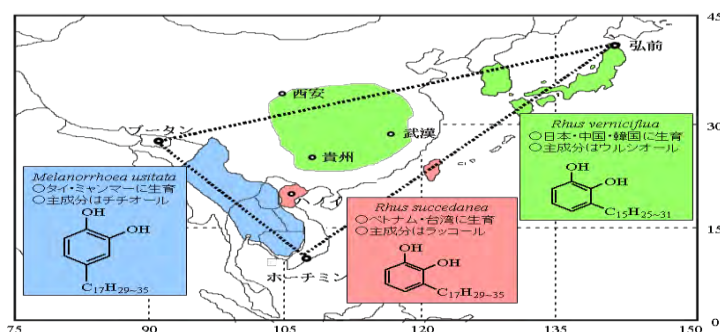 45
弘前
西安
ブータン
武漢
貴州
30
Rhus verniciflua
○日本・中国・韓国に生育
○主成分はウルシオール
OH
OH
C15H25~31
Melanorrhoea usitata
○タイ・ミャンマーに生育
○主成分はチチオール
OH
OH
C17H29~35
Rhus succedanea
○ベトナム・台湾に生育
○主成分はラッコール
OH
OH
C17H29~35
15
ホーチミン
75
90
105
120
135
150
0